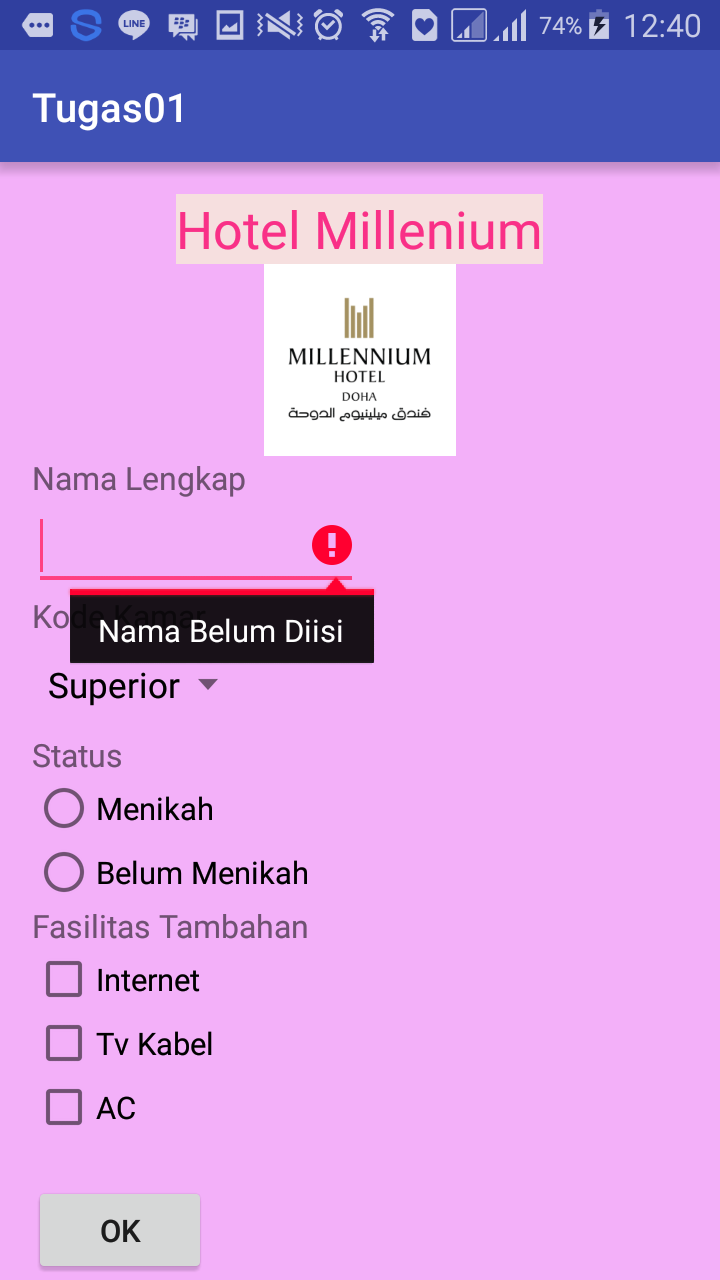 LINE
74% 12:40
Tugas01
Hotel Millenium
MILLENNIUM
HOTEL
DOHA
فندق ميلينيوم الدوحة
Nama Lengkap
Kode Kamar
Nama Belum Diisi
Superior
Status
Menikah
Belum Menikah
Fasilitas Tambahan
Internet
Tv Kabel
AC
OK